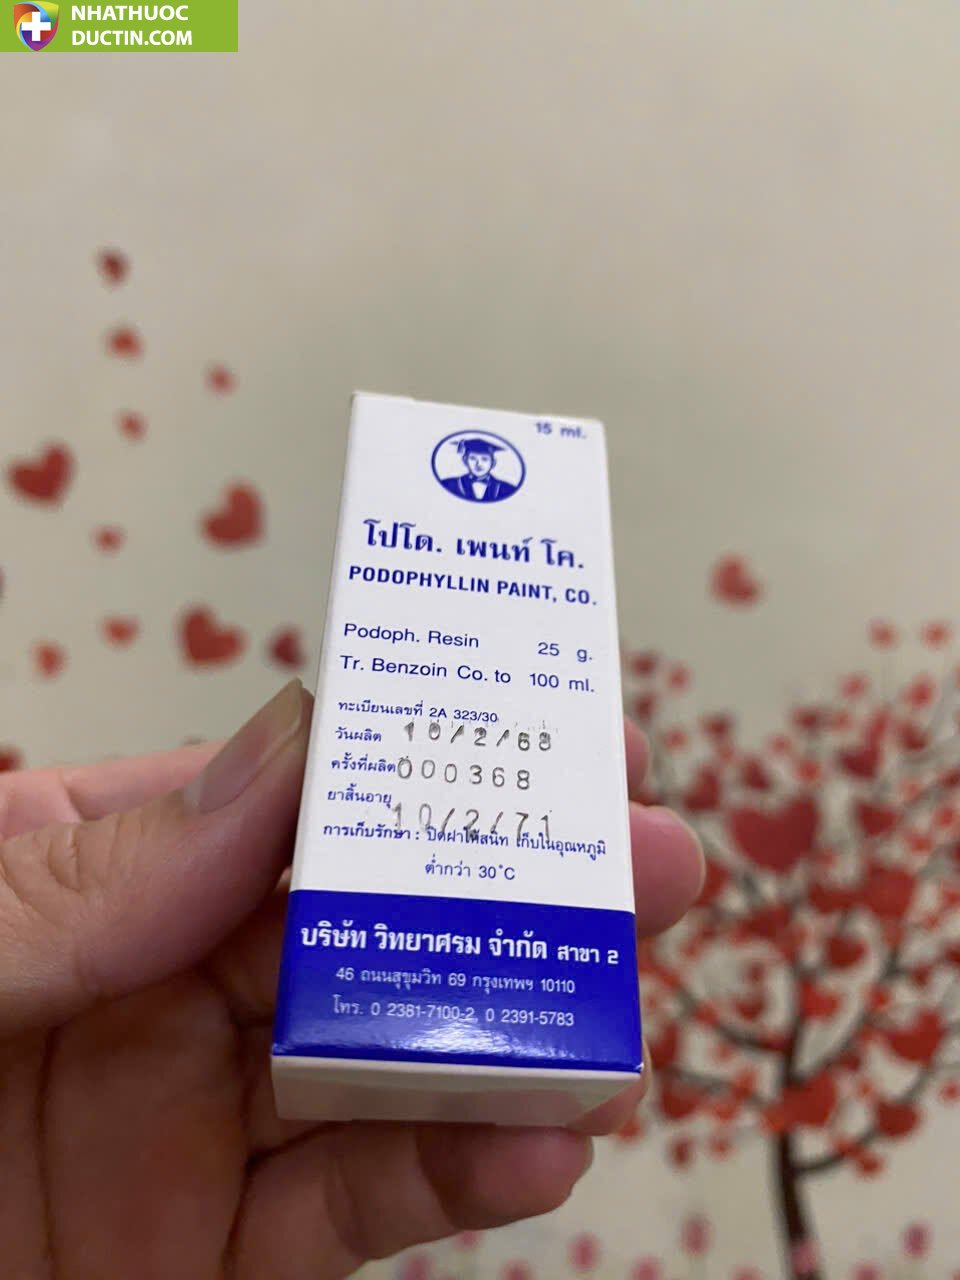 NHATHUOC
DUCTIN.COM
15 ml.
โปโด. เพนท์ โค.
PODOPHYLLIN PAINT, CO.
Podoph. Resin 25 g.
Tr. Benzoin Co. to 100 ml.
ทะเบียนเลขที่ 2A 323/30
วันผลิต 10/2/68
ครั้งที่ผลิต 000368
ยาสิ้นอายุ 10/2/71
การเก็บรักษา : ปิดฝาให้สนิท เก็บในอุณหภูมิ
ต่ำกว่า 30°C
บริษัท วิทยาศรม จำกัด สาขา 2
46 ถนนสุขุมวิท 69 กรุงเทพฯ 10110
โทร. 0 2381-7100-2, 0 2391-5783